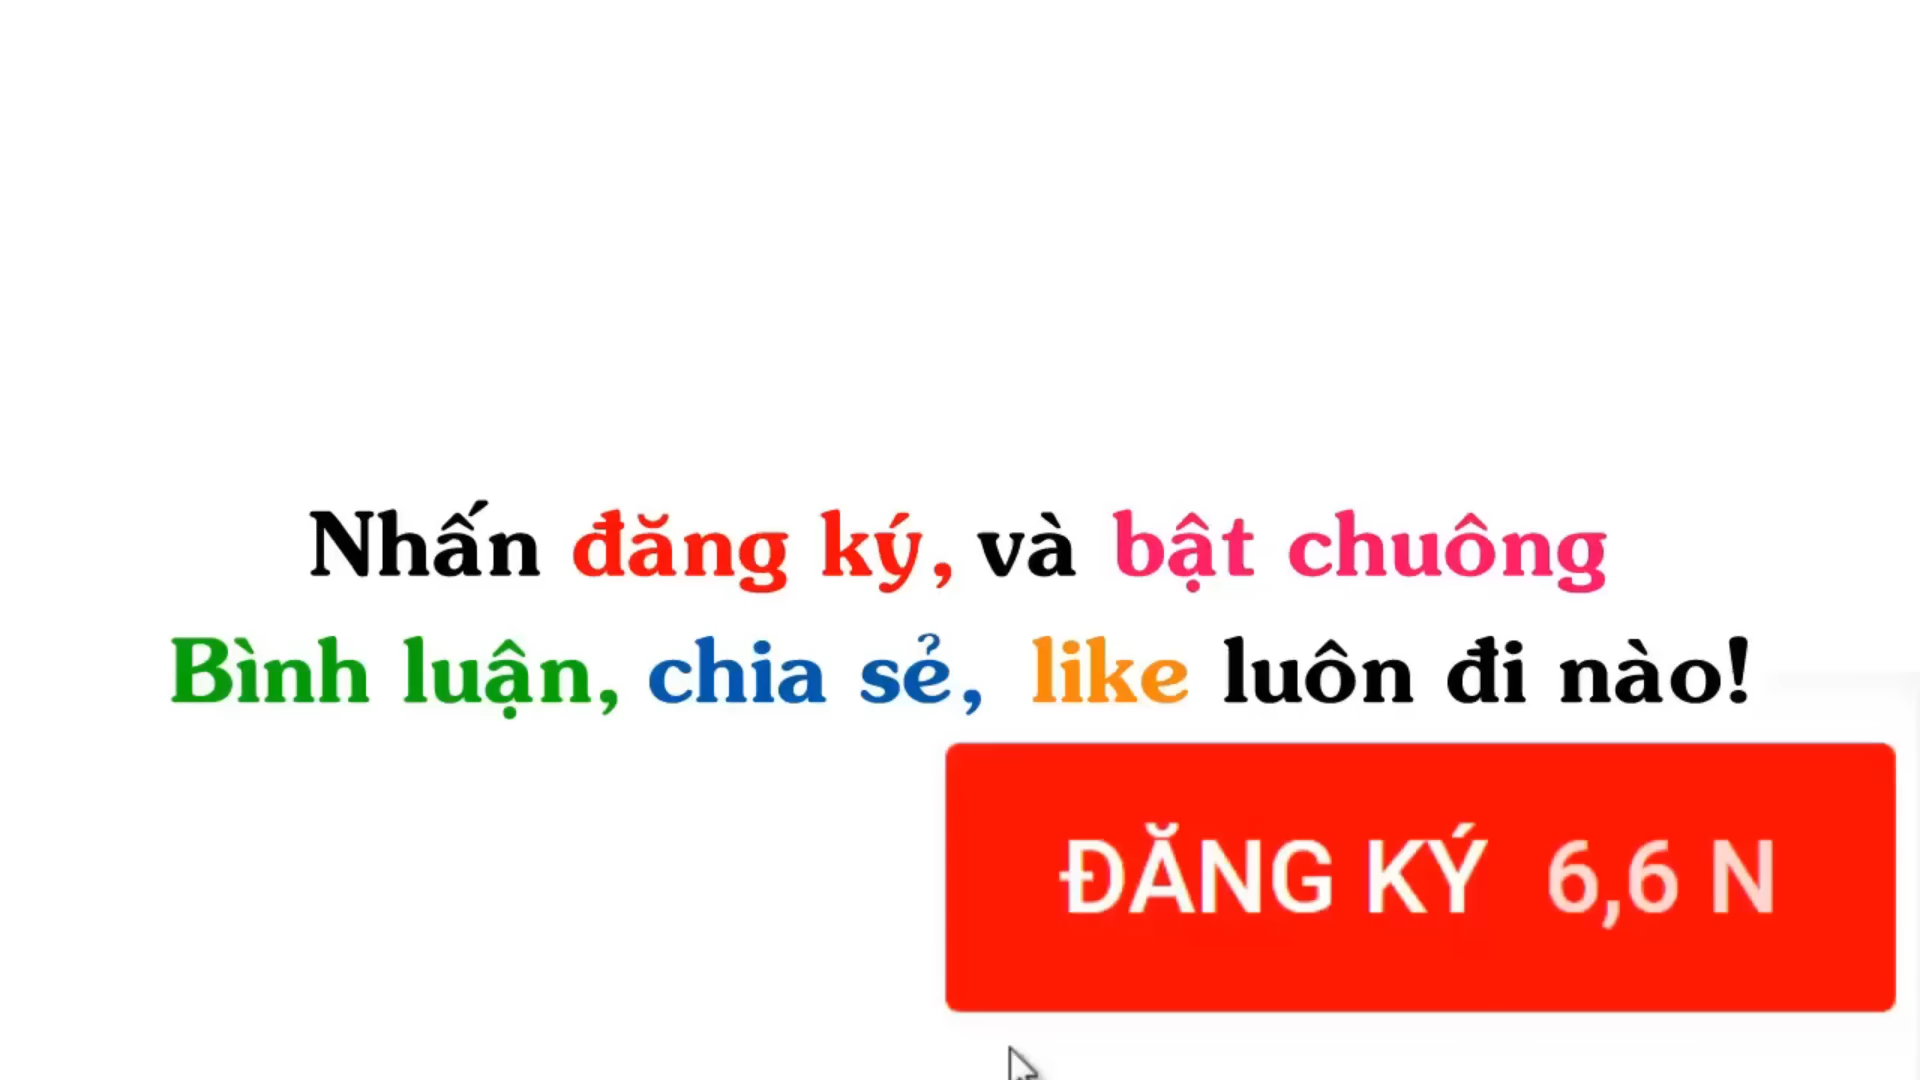 Nhấn đăng ký, và bật chuông
Bình luận, chia sẻ, like luôn đi nào!
ĐĂNG KÝ 6,6 N